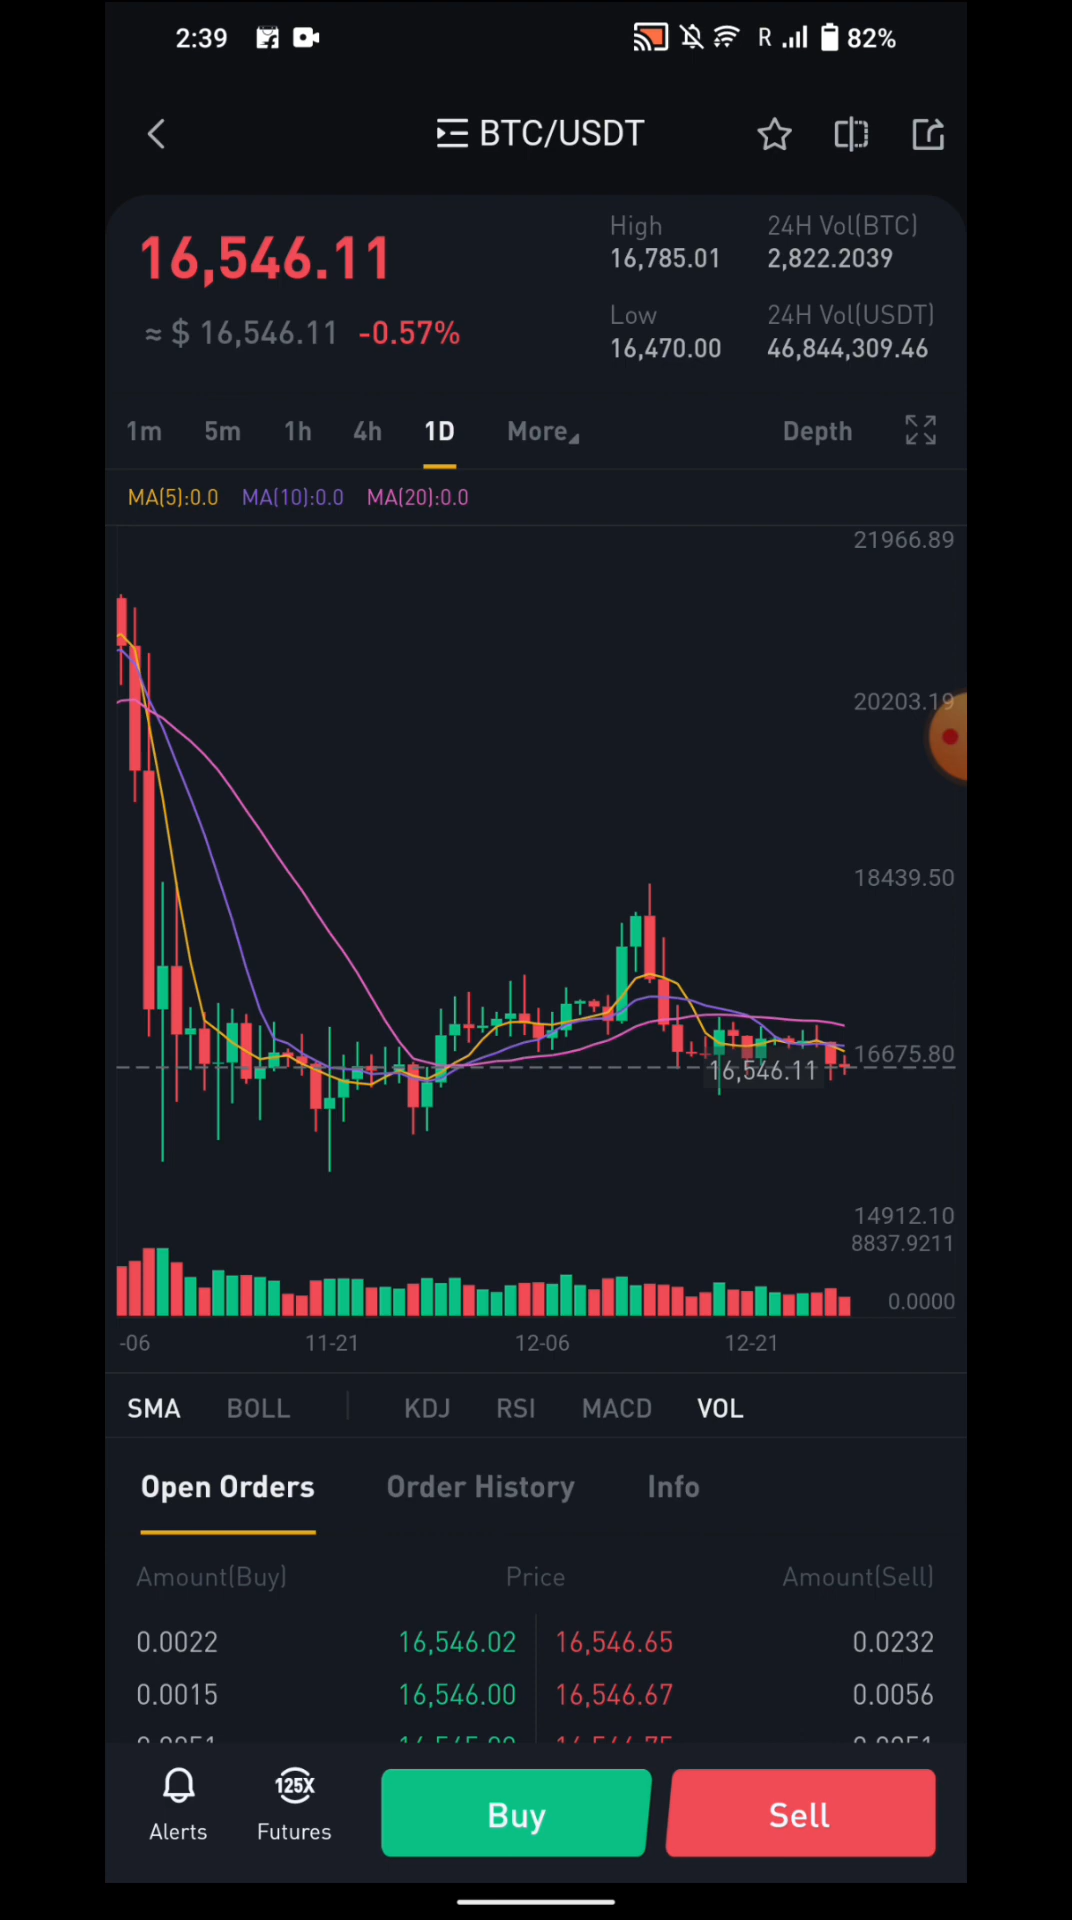 2:39 R 82%
BTC/USDT
16,546.11
≈ $ 16,546.11 -0.57%
High
16,785.01
24H Vol(BTC)
2,822.2039
Low
16,470.00
24H Vol(USDT)
46,844,309.46
1m 5m 1h 4h 1D More Depth
MA(5):0.0 MA(10):0.0 MA(20):0.0
21966.89
20203.19
18439.50
16675.80
16,546.11
14912.10
8837.9211
0.0000
-06 11-21 12-06 12-21
SMA BOLL KDJ RSI MACD VOL
Open Orders Order History Info
Amount(Buy) Price Amount(Sell)
0.0022 16,546.02 16,546.65 0.0232
0.0015 16,546.00 16,546.67 0.0056
125X
Alerts Futures Buy Sell